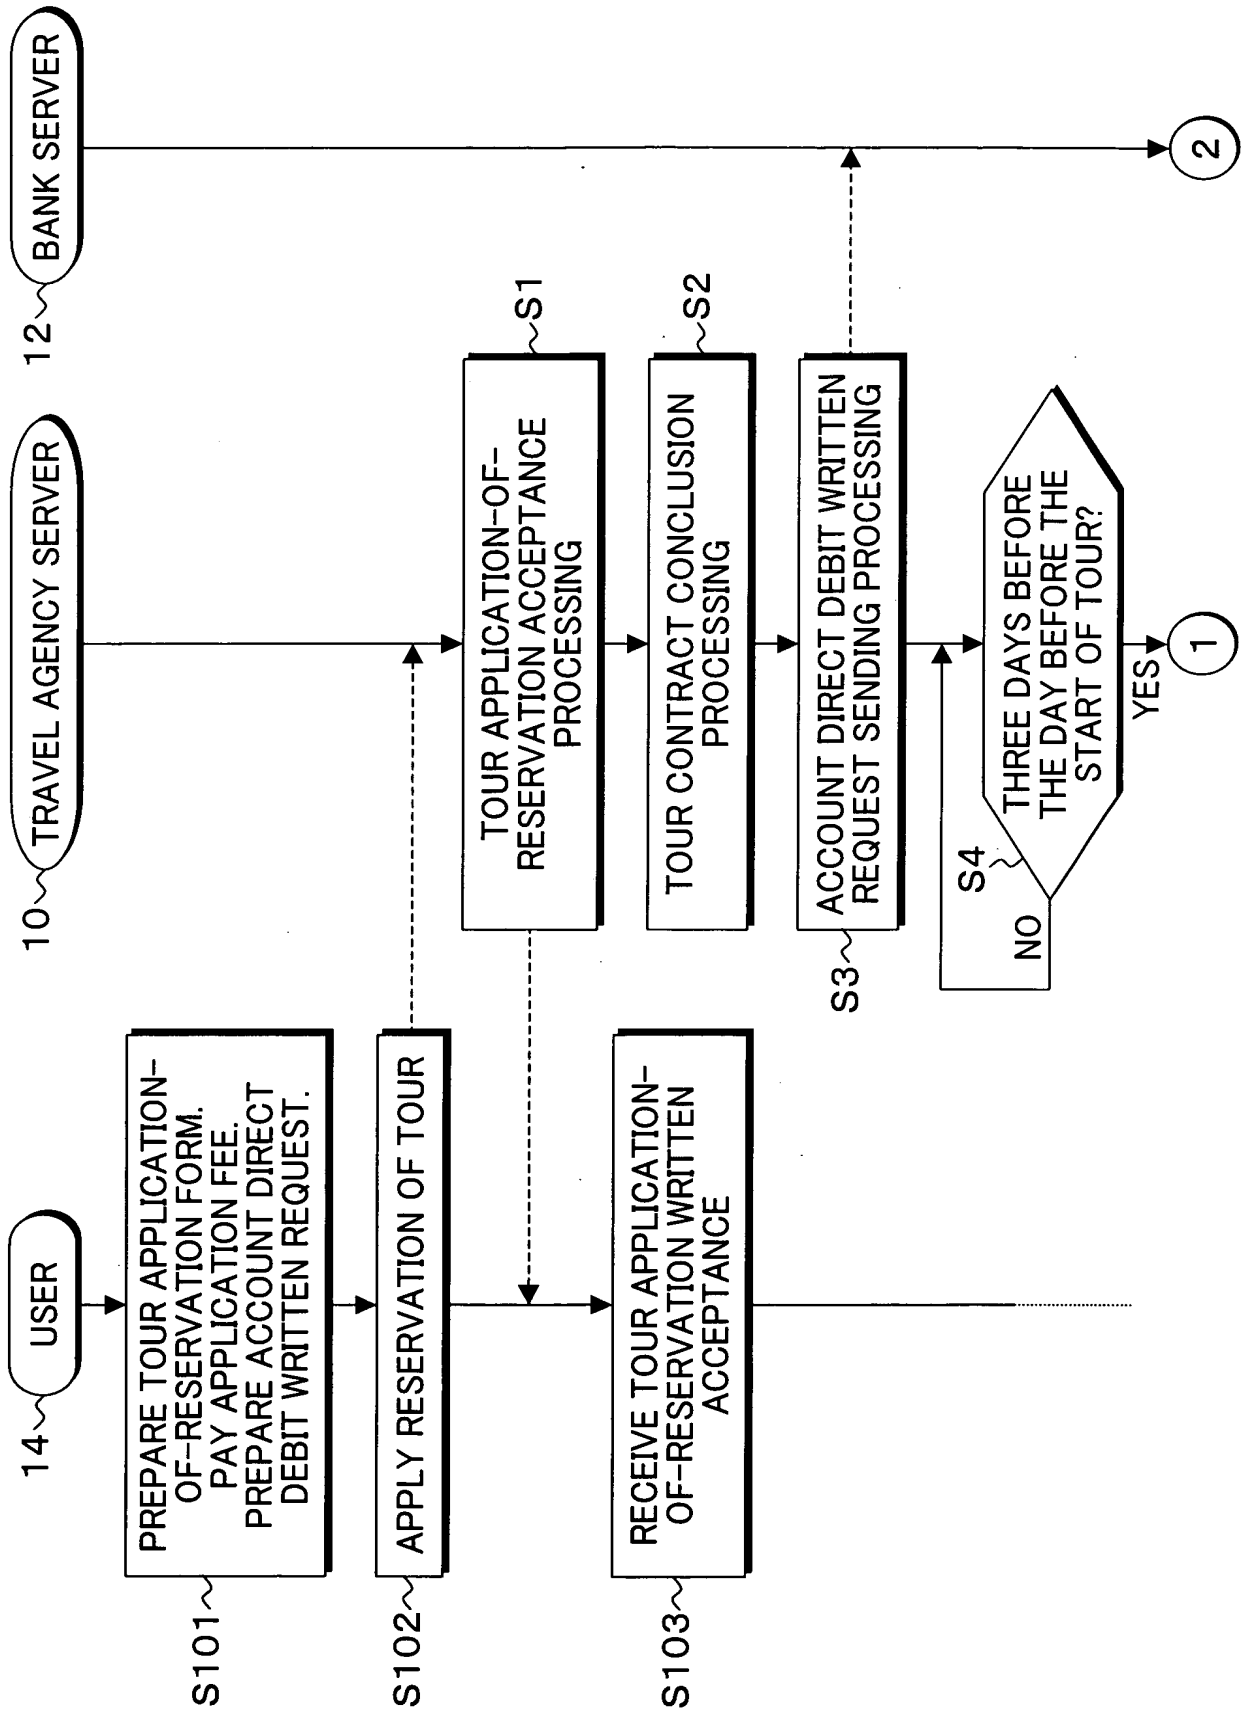 14
USER
PREPARE TOUR APPLICATION-
OF-RESERVATION FORM.
PAY APPLICATION FEE.
PREPARE ACCOUNT DIRECT
DEBIT WRITTEN REQUEST.
S101
APPLY RESERVATION OF TOUR
S102
RECEIVE TOUR APPLICATION-
OF-RESERVATION WRITTEN
ACCEPTANCE
S103
10
TRAVEL AGENCY SERVER
TOUR APPLICATION-OF-
RESERVATION ACCEPTANCE
PROCESSING
S1
TOUR CONTRACT CONCLUSION
PROCESSING
S2
ACCOUNT DIRECT DEBIT WRITTEN
REQUEST SENDING PROCESSING
S3
THREE DAYS BEFORE
THE DAY BEFORE THE
START OF TOUR?
S4
NO
YES
1
12
BANK SERVER
2